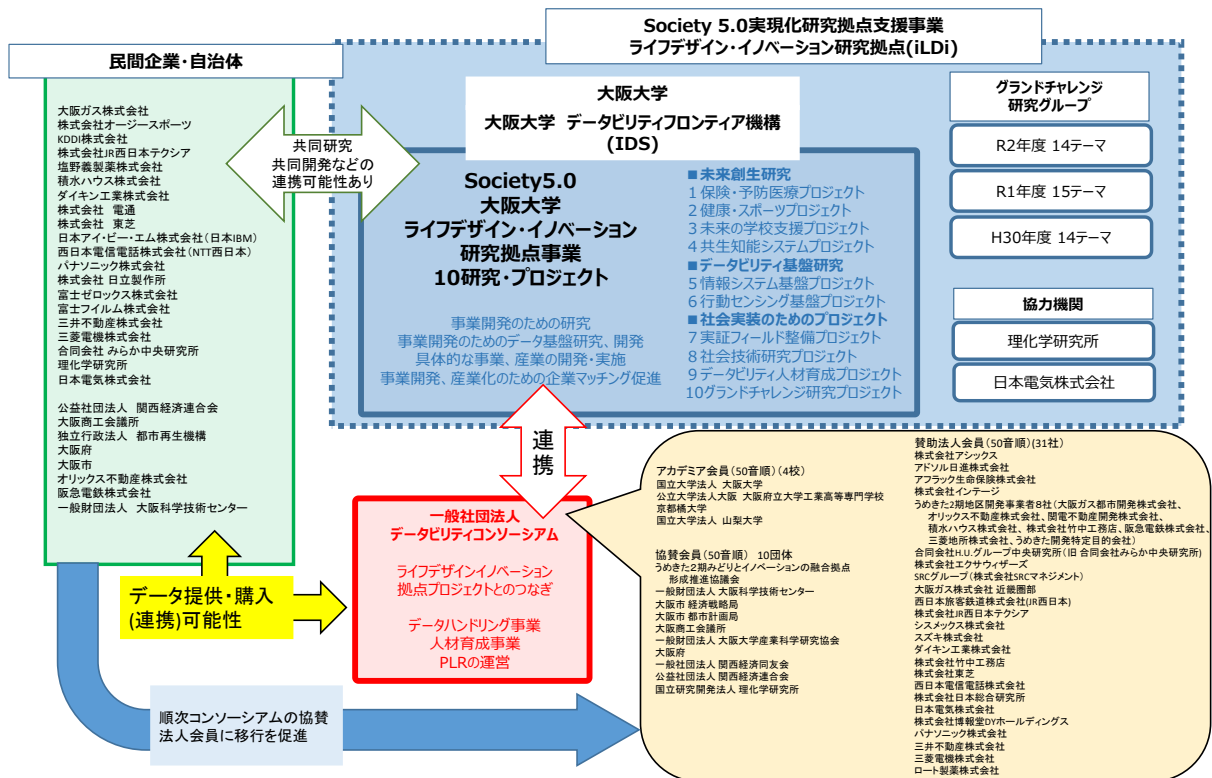 Society 5.0実現化研究拠点支援事業
ライフデザイン・イノベーション研究拠点(iLDi)
民間企業・自治体
大阪ガス株式会社
株式会社オージースポーツ
KDDI株式会社
株式会社JR西日本テクシア
塩野義製薬株式会社
積水ハウス株式会社
ダイキン工業株式会社
株式会社 電通
株式会社 東芝
日本アイ・ビー・エム株式会社(日本IBM)
西日本電信電話株式会社(NTT西日本)
パナソニック株式会社
株式会社 日立製作所
富士ゼロックス株式会社
富士フイルム株式会社
三井不動産株式会社
三菱電機株式会社
合同会社 みらか中央研究所
理化学研究所
日本電気株式会社
公益社団法人 関西経済連合会
大阪商工会議所
独立行政法人 都市再生機構
大阪府
大阪市
オリックス不動産株式会社
阪急電鉄株式会社
一般財団法人 大阪科学技術センター
共同研究
共同開発などの
連携可能性あり
大阪大学
大阪大学 データビリティフロンティア機構
(IDS)
Society5.0
大阪大学
ライフデザイン・イノベーション
研究拠点事業
10研究・プロジェクト
事業開発のための研究
事業開発のためのデータ基盤研究、開発
具体的な事業、産業の開発・実施
事業開発、産業化のための企業マッチング促進
■未来創生研究
1 保険・予防医療プロジェクト
2 健康・スポーツプロジェクト
3 未来の学校支援プロジェクト
4 共生知能システムプロジェクト
■データビリティ基盤研究
5 情報システム基盤プロジェクト
6 行動センシング基盤プロジェクト
■社会実装のためのプロジェクト
7 実証フィールド整備プロジェクト
8 社会技術研究プロジェクト
9 データビリティ人材育成プロジェクト
10グランドチャレンジ研究プロジェクト
グランドチャレンジ
研究グループ
R2年度 14テーマ
R1年度 15テーマ
H30年度 14テーマ
協力機関
理化学研究所
日本電気株式会社
連携
一般社団法人
データビリティコンソーシアム
ライフデザインイノベーション
拠点プロジェクトとのつなぎ
データハンドリング事業
人材育成事業
PLRの運営
データ提供・購入
(連携)可能性
順次コンソーシアムの協賛
法人会員に移行を促進
アカデミア会員(50音順)(4校)
国立大学法人 大阪大学
公立大学法人大阪 大阪府立大学工業高等専門学校
京都橘大学
国立大学法人 山梨大学
協賛会員(50音順) 10団体
うめきた2期みどりとイノベーションの融合拠点
形成推進協議会
一般財団法人 大阪科学技術センター
大阪市 経済戦略局
大阪市 都市計画局
大阪商工会議所
一般財団法人 大阪大学産業科学研究協会
大阪府
一般社団法人 関西経済同友会
公益社団法人 関西経済連合会
国立研究開発法人 理化学研究所
賛助法人会員(50音順)(31社)
株式会社アシックス
アドソル日進株式会社
アフラック生命保険株式会社
株式会社インテージ
うめきた2期地区開発事業者8社(大阪ガス都市開発株式会社、
オリックス不動産株式会社、関電不動産開発株式会社、
積水ハウス株式会社、株式会社竹中工務店、阪急電鉄株式会社、
三菱地所株式会社、うめきた開発特定目的会社)
合同会社H.U.グループ中央研究所(旧 合同会社みらか中央研究所)
株式会社エクサウィザーズ
SRCグループ(株式会社SRCマネジメント)
大阪ガス株式会社 近畿圏部
西日本旅客鉄道株式会社(JR西日本)
株式会社JR西日本テクシア
シスメックス株式会社
スズキ株式会社
ダイキン工業株式会社
株式会社竹中工務店
株式会社東芝
西日本電信電話株式会社
株式会社日本総合研究所
日本電気株式会社
株式会社博報堂DYホールディングス
パナソニック株式会社
三井不動産株式会社
三菱電機株式会社
ロート製薬株式会社